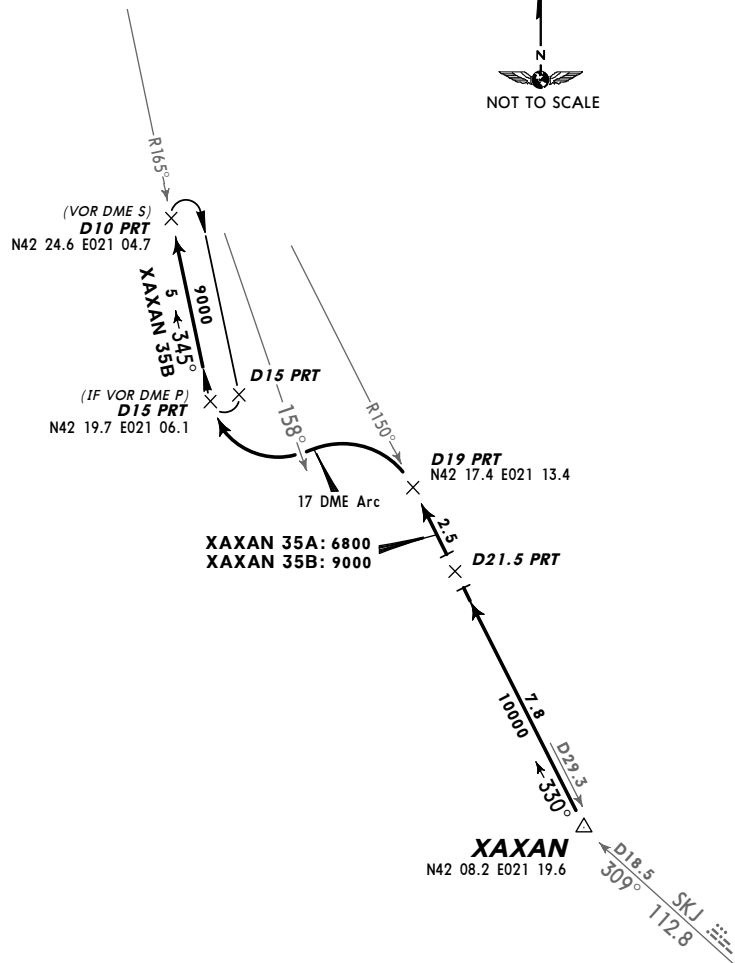 N
NOT TO SCALE
R165°
(VOR DME S)
D10 PRT
N42 24.6 E021 04.7
XAXAN 35B
5
345°
9000
D15 PRT
(IF VOR DME P)
D15 PRT
N42 19.7 E021 06.1
158°
R150°
17 DME Arc
D19 PRT
N42 17.4 E021 13.4
2.5
XAXAN 35A: 6800
XAXAN 35B: 9000
D21.5 PRT
7.8
10000
D29.3
330°
XAXAN
N42 08.2 E021 19.6
D18.5
309°
SKJ
112.8